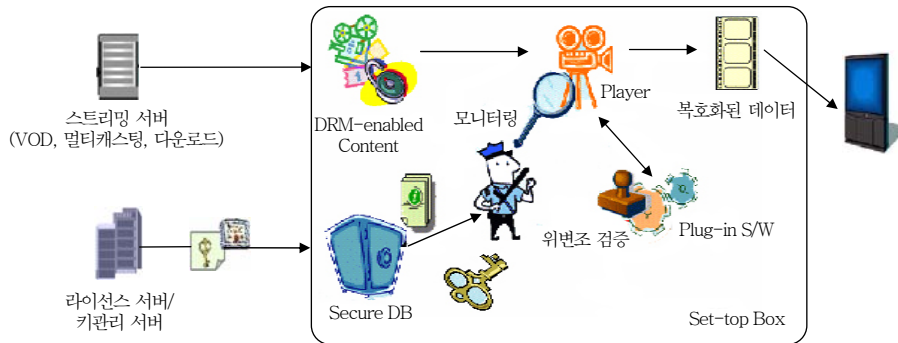 스트리밍 서버
(VOD, 멀티캐스팅, 다운로드)
DRM-enabled
Content
모니터링
Player
복호화된 데이터
위변조 검증
Plug-in S/W
라이선스 서버/
키관리 서버
Secure DB
Set-top Box